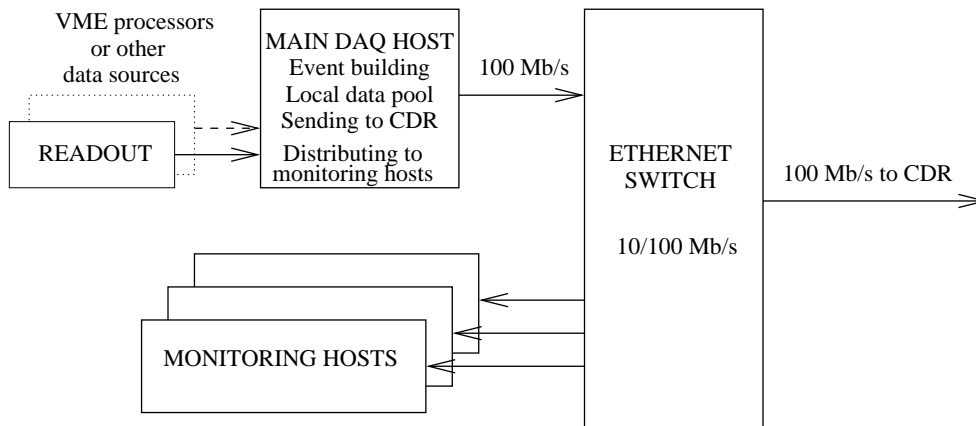 VME processors
or other
data sources
READOUT
MAIN DAQ HOST
Event building
Local data pool
Sending to CDR
Distributing to
monitoring hosts
100 Mb/s
ETHERNET
SWITCH
10/100 Mb/s
100 Mb/s to CDR
MONITORING HOSTS